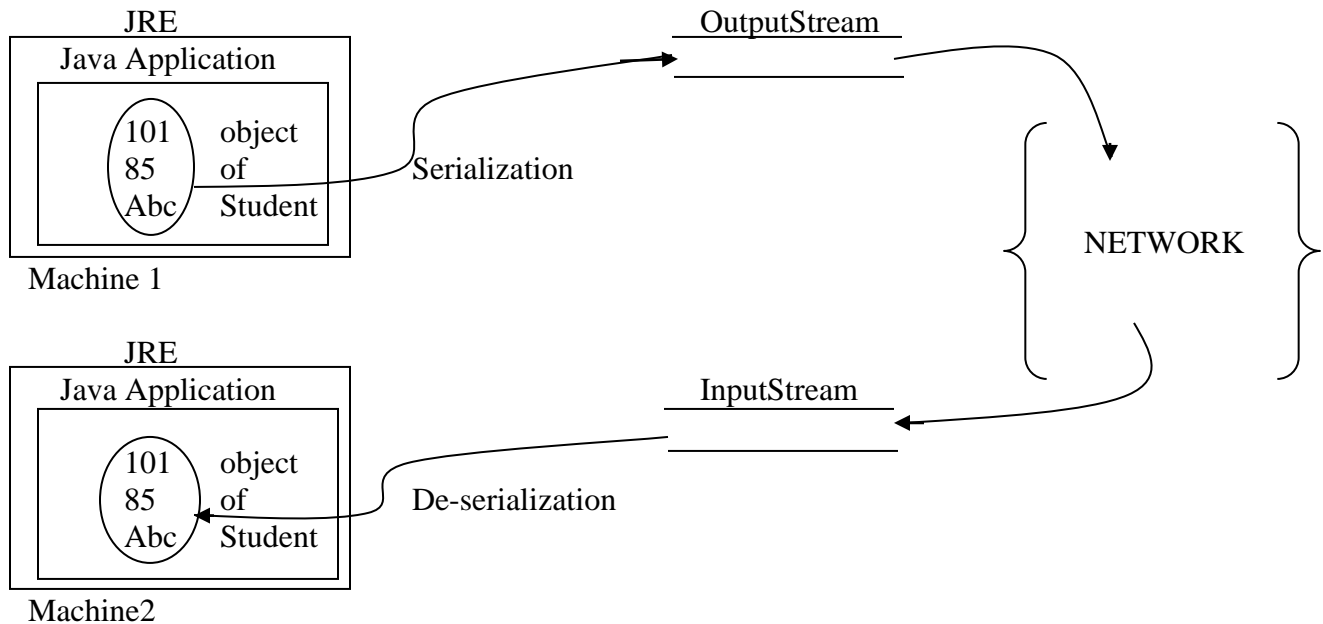 JRE
OutputStream
Java Application
101 object
85 of
Serialization
Abc Student
NETWORK
Machine 1
JRE
Java Application
InputStream
101 object
85 of
De-serialization
Abc Student
Machine2